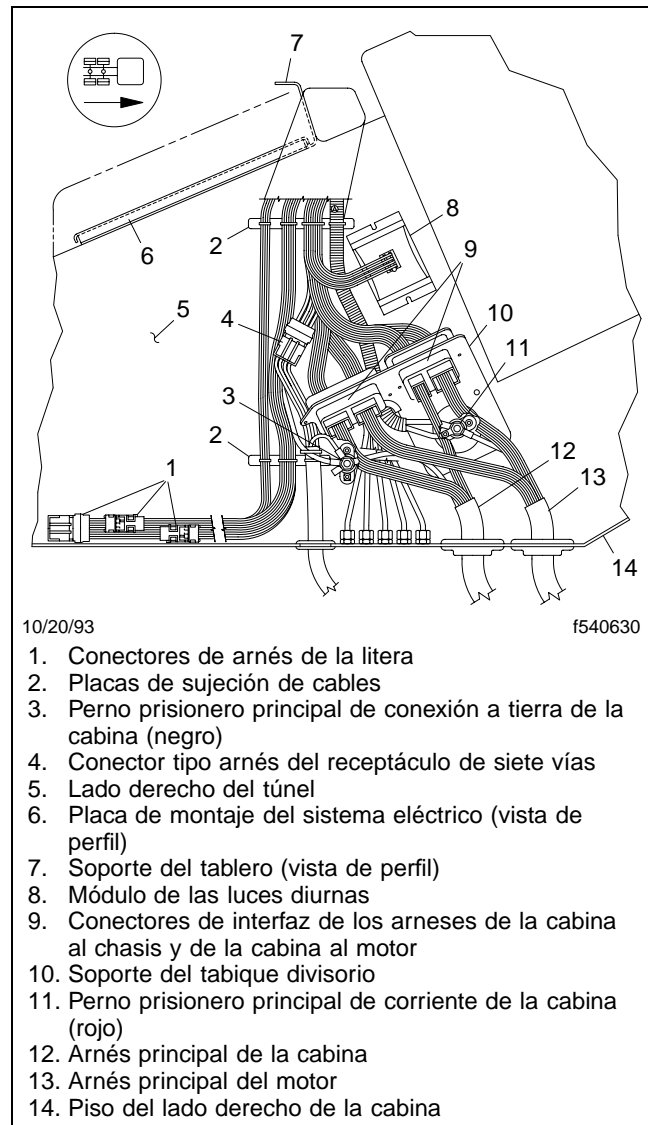 7
8
2
9
6
10
5
4
11
3
2
12
1
13
14
10/20/93
f540630
1. Conectores de arnés de la litera
2. Placas de sujeción de cables
3. Perno prisionero principal de conexión a tierra de la
cabina (negro)
4. Conector tipo arnés del receptáculo de siete vías
5. Lado derecho del túnel
6. Placa de montaje del sistema eléctrico (vista de
perfil)
7. Soporte del tablero (vista de perfil)
8. Módulo de las luces diurnas
9. Conectores de interfaz de los arneses de la cabina
al chasis y de la cabina al motor
10. Soporte del tabique divisorio
11. Perno prisionero principal de corriente de la cabina
(rojo)
12. Arnés principal de la cabina
13. Arnés principal del motor
14. Piso del lado derecho de la cabina